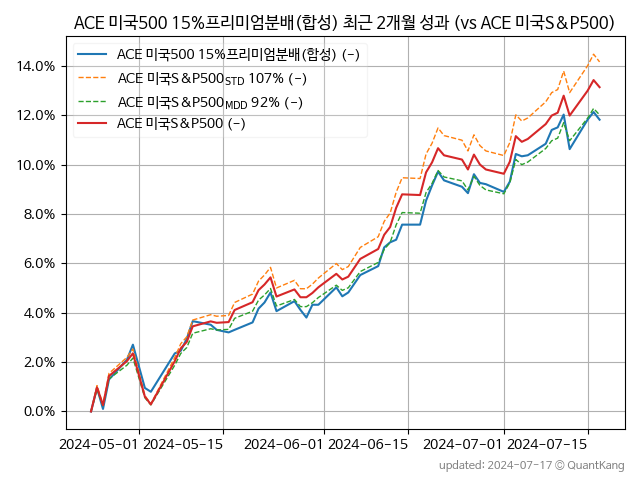 ACE 미국500 15%프리미엄분배(합성) 최근 2개월 성과 (vs ACE 미국S&P500)
ACE 미국500 15%프리미엄분배(합성) (-)
ACE 미국S&P500STD 107% (-)
ACE 미국S&P500MDD 92% (-)
ACE 미국S&P500 (-)
14.0%
12.0%
10.0%
8.0%
6.0%
4.0%
2.0%
0.0%
2024-05-01 2024-05-15 2024-06-01 2024-06-15 2024-07-01 2024-07-15
updated: 2024-07-17 © QuantKang